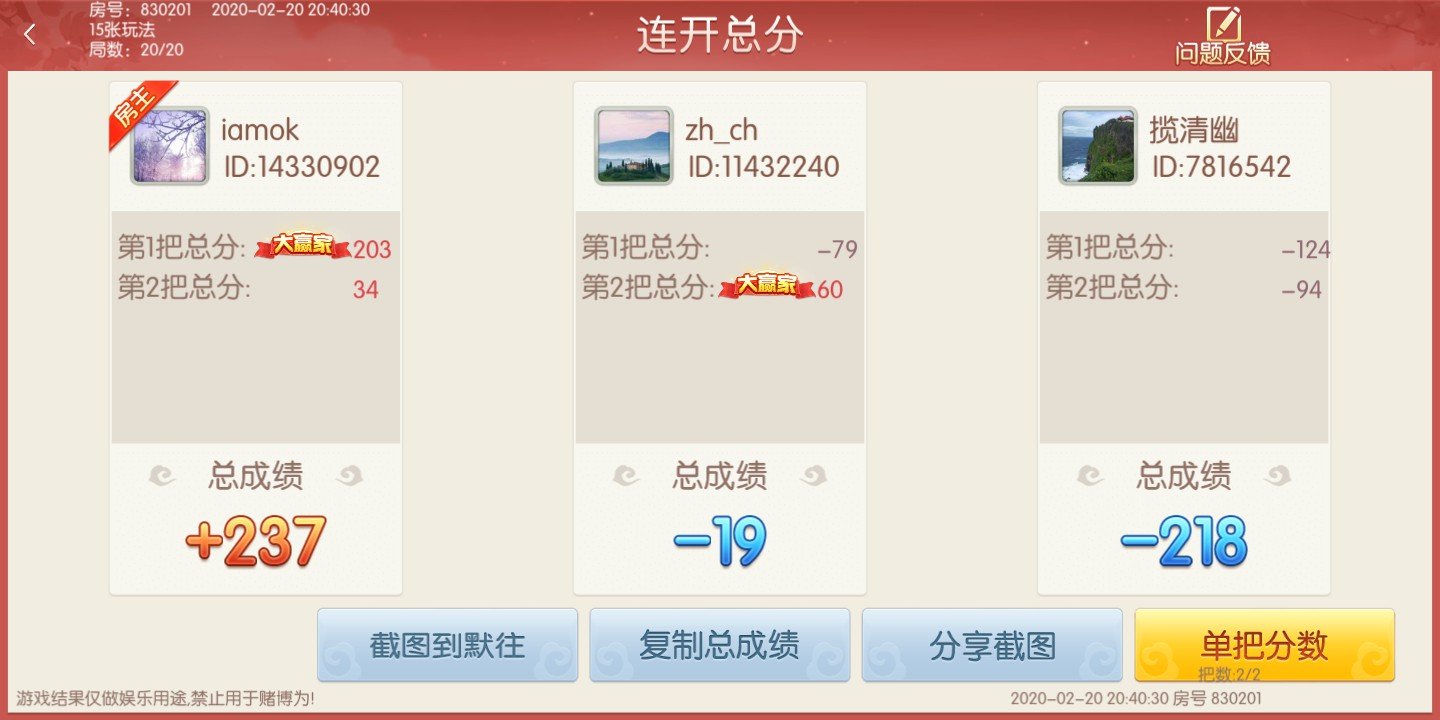 房号：830201 2020-02-20 20:40:30
15张玩法
局数：20/20
连开总分
问题反馈
房主
iamok
ID:14330902
第1把总分: 大赢家 203
第2把总分: 34
总成绩
+237
zh_ch
ID:11432240
第1把总分: -79
第2把总分: 大赢家 60
总成绩
-19
揽清幽
ID:7816542
第1把总分: -124
第2把总分: -94
总成绩
-218
截图到默往
复制总成绩
分享截图
单把分数
把数:2/2
游戏结果仅做娱乐用途,禁止用于赌博为!
2020-02-20 20:40:30 房号 830201